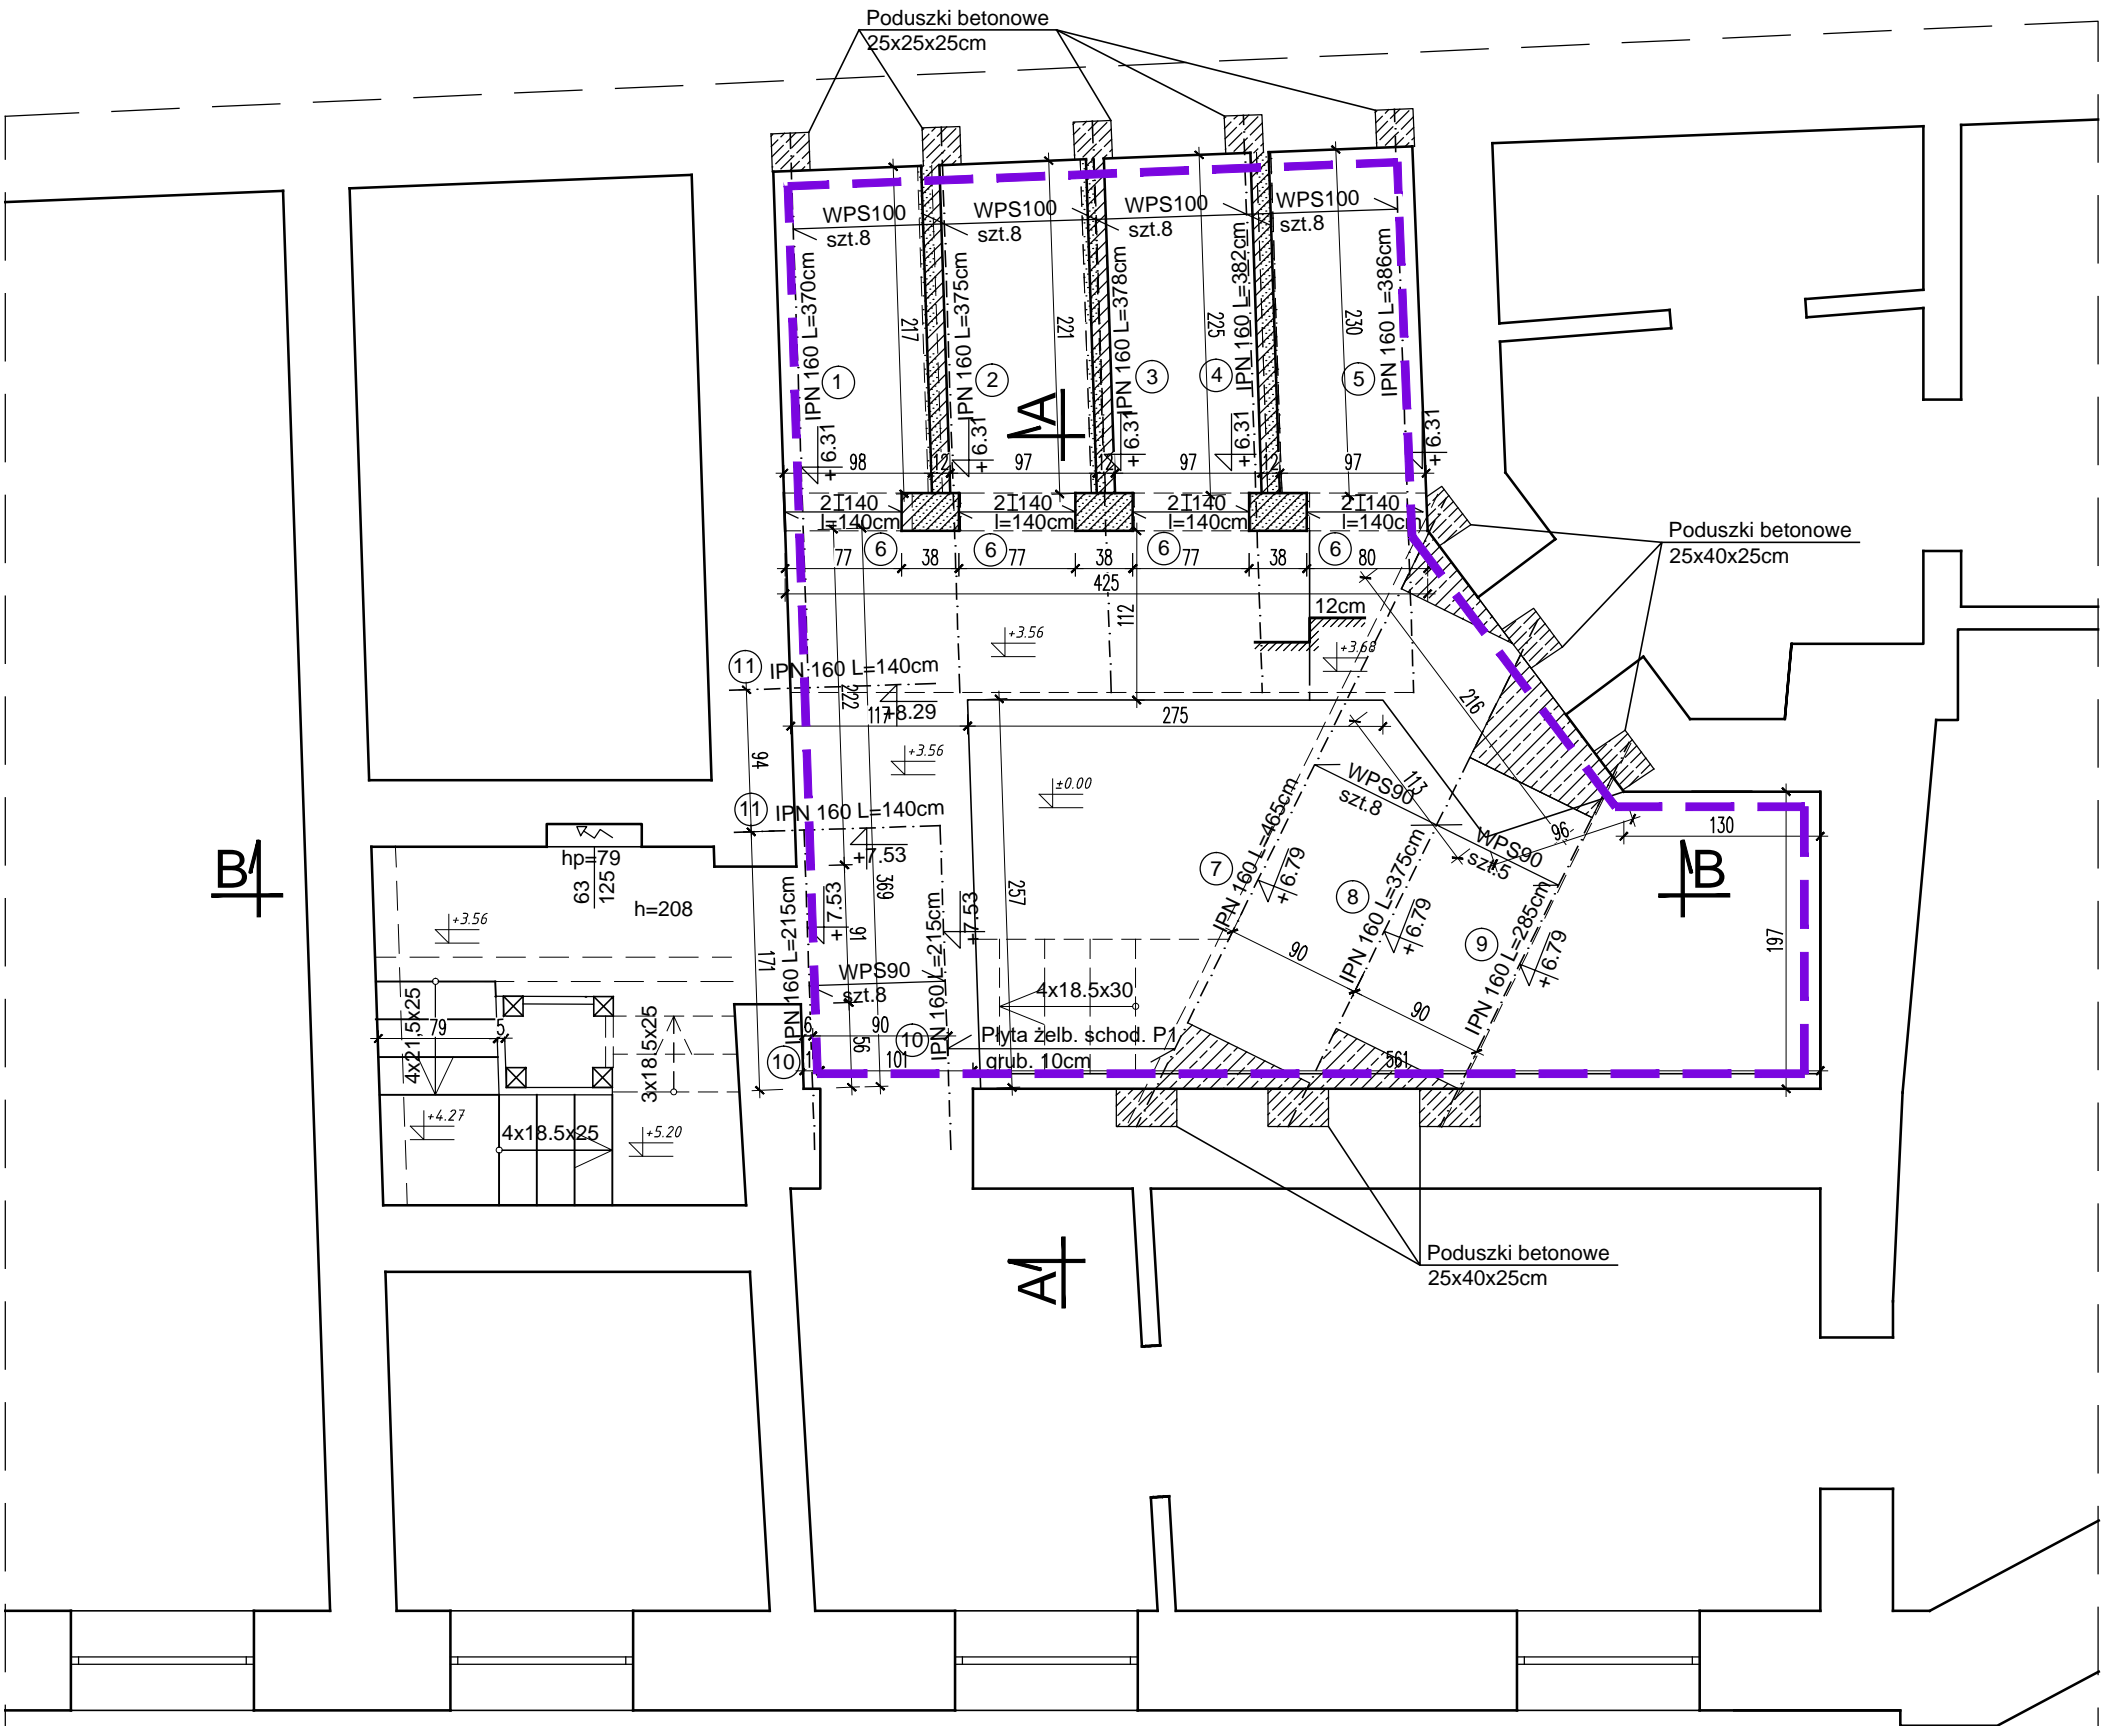 Poduszki betonowe
25x25x25cm
WPS100
szt.8
WPS100
szt.8
WPS100
szt.8
WPS100
szt.8
IPN 160 L=370cm
IPN 160 L=375cm
IPN 160 L=378cm
IPN 160 L=382cm
IPN 160 L=386cm
217
221
225
230
1
2
3
4
5
A
+6.31
+6.31
+6.31
+6.31
+6.31
98
12
97
12
97
12
97
2I140
l=140cm
2I140
l=140cm
2I140
l=140cm
2I140
l=140cm
6
6
6
6
77
38
77
38
77
38
80
425
112
12cm
Poduszki betonowe
25x40x25cm
+3.56
+3.68
11
IPN 160 L=140cm
222
+8.29
117
275
216
94
+3.56
±0.00
113
WPS90
szt.8
11
IPN 160 L=140cm
+7.53
96
130
WPS90
szt.5
B
B
hp=79
63
125
h=208
+3.56
7
IPN 160 L=465cm
+6.79
8
IPN 160 L=375cm
+6.79
9
IPN 160 L=285cm
+6.79
257
369
91
+7.53
+7.53
IPN 160 L=215cm
IPN 160 L=215cm
171
197
90
90
WPS90
szt.8
4x18.5x30
4x21,5x25
79
5
3x18.5x25
6
90
10
10
56
101
Płyta żelb. schod. P1
grub. 10cm
561
+4.27
4x18.5x25
+5.20
A
Poduszki betonowe
25x40x25cm